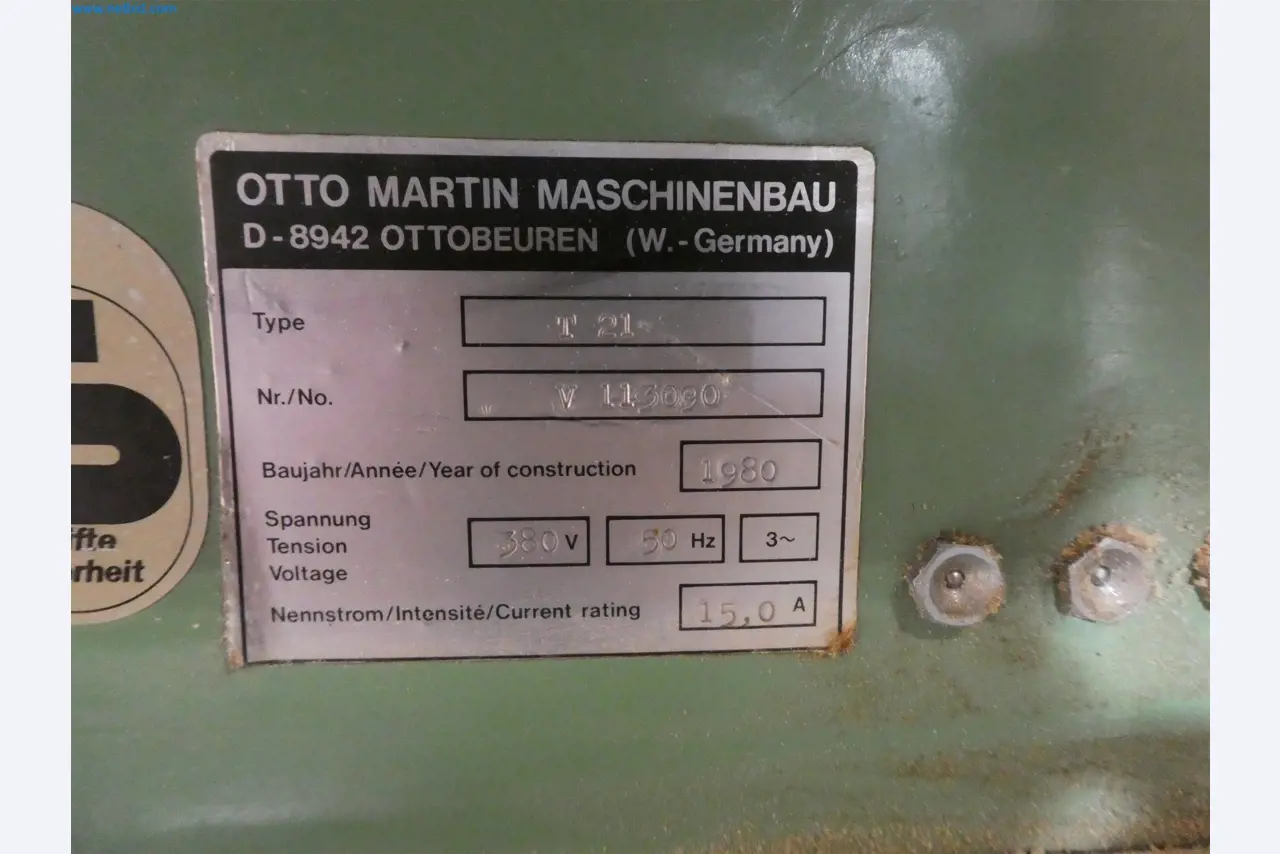 OTTO MARTIN MASCHINENBAU
D-8942 OTTOBEUREN (W.-Germany)
Type T 21
Nr./No. V
Baujahr/Année/Year of construction 1980
Spannung
Tension 380 V 50 Hz 3~
Voltage
Nennstrom/Intensité/Current rating 15,0 A
fte
rheit